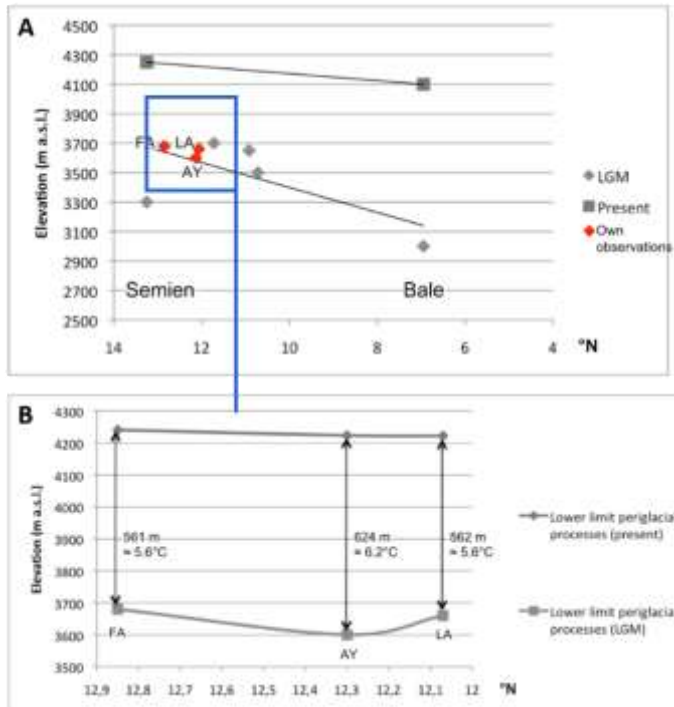 A
4500
4300
4100
3900
3700
3500
3300
3100
2900
2700
2500
Elevation (m a.s.l.)
FA
LA
AY
Semien
Bale
14
12
10
8
6
4
°N
LGM
Present
Own
observations
B
4300
4200
4100
4000
3900
3800
3700
3600
3500
Elevation (m a.s.l.)
561 m
≈ 5.6°C
624 m
≈ 6.2°C
562 m
≈ 5.6°C
FA
AY
LA
12,9
12,8
12,7
12,6
12,5
12,4
12,3
12,2
12,1
12
°N
Lower limit periglacial
processes (present)
Lower limit periglacial
processes (LGM)